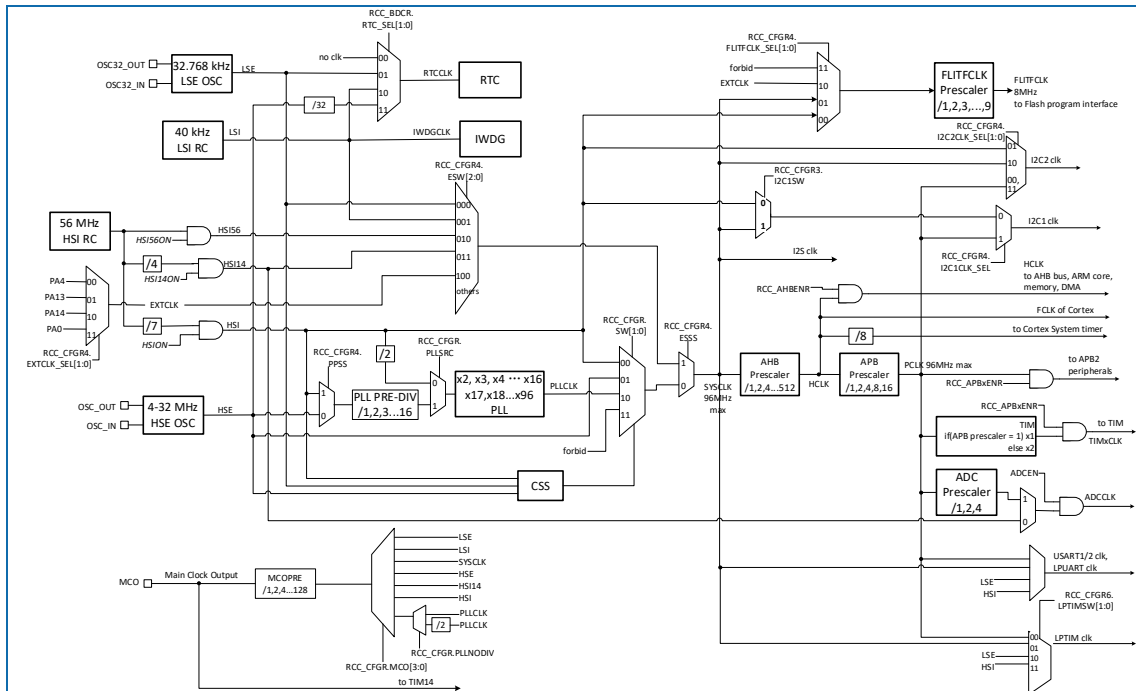 RCC_BDCR.
RTC_SEL[1:0]
OSC32_OUT
OSC32_IN
32.768 kHz
LSE OSC
LSE
no clk
00
01
10
11
/32
RTCCLK
RTC
40 kHz
LSI RC
LSI
IWDGCLK
IWDG
RCC_CFGR4.
FLITFCLK_SEL[1:0]
forbid
EXTCLK
11
10
01
00
FLITFCLK
Prescaler
/1,2,3,...,9
FLITFCLK
8MHz
to Flash program interface
RCC_CFGR4.
I2C2CLK_SEL[1:0]
01
10
00,
11
I2C2 clk
RCC_CFGR3.
I2C1SW
0
1
0
1
I2C1 clk
RCC_CFGR4.
I2C1CLK_SEL
I2S clk
RCC_CFGR4.
ESW[2:0]
000
001
010
011
100
others
56 MHz
HSI RC
HSI56ON
HSI56
/4
HSI14ON
HSI14
PA4
PA13
PA14
PA0
00
01
10
11
EXTCLK
RCC_CFGR4.
EXTCLK_SEL[1:0]
/7
HSION
HSI
RCC_AHBENR
HCLK
to AHB bus, ARM core,
memory, DMA
FCLK of Cortex
/8
to Cortex System timer
/2
RCC_CFGR4.
PPSS
RCC_CFGR.
PLLSRC
RCC_CFGR.
SW[1:0]
RCC_CFGR4.
ESSS
1
0
PLL PRE-DIV
/1,2,3...16
0
1
x2, x3, x4 ··· x16
x17,x18...x96
PLL
PLLCLK
00
01
10
11
forbid
1
0
SYSCLK
96MHz
max
AHB
Prescaler
/1,2,4...512
HCLK
APB
Prescaler
/1,2,4,8,16
PCLK 96MHz max
RCC_APBxENR
to APB2
peripherals
OSC_OUT
OSC_IN
4-32 MHz
HSE OSC
HSE
CSS
RCC_APBxENR
TIM
if(APB prescaler = 1) x1
else x2
to TIM
TIMxCLK
ADC
Prescaler
/1,2,4
ADCEN
1
0
ADCCLK
USART1/2 clk,
LPUART clk
LSE
HSI
RCC_CFGR6.
LPTIMSW[1:0]
00
01
10
11
LSE
HSI
LPTIM clk
MCO
Main Clock Output
MCOPRE
/1,2,4...128
LSE
LSI
SYSCLK
HSE
HSI14
HSI
PLLCLK
/2
PLLCLK
RCC_CFGR.PLLNODIV
RCC_CFGR.MCO[3:0]
to TIM14